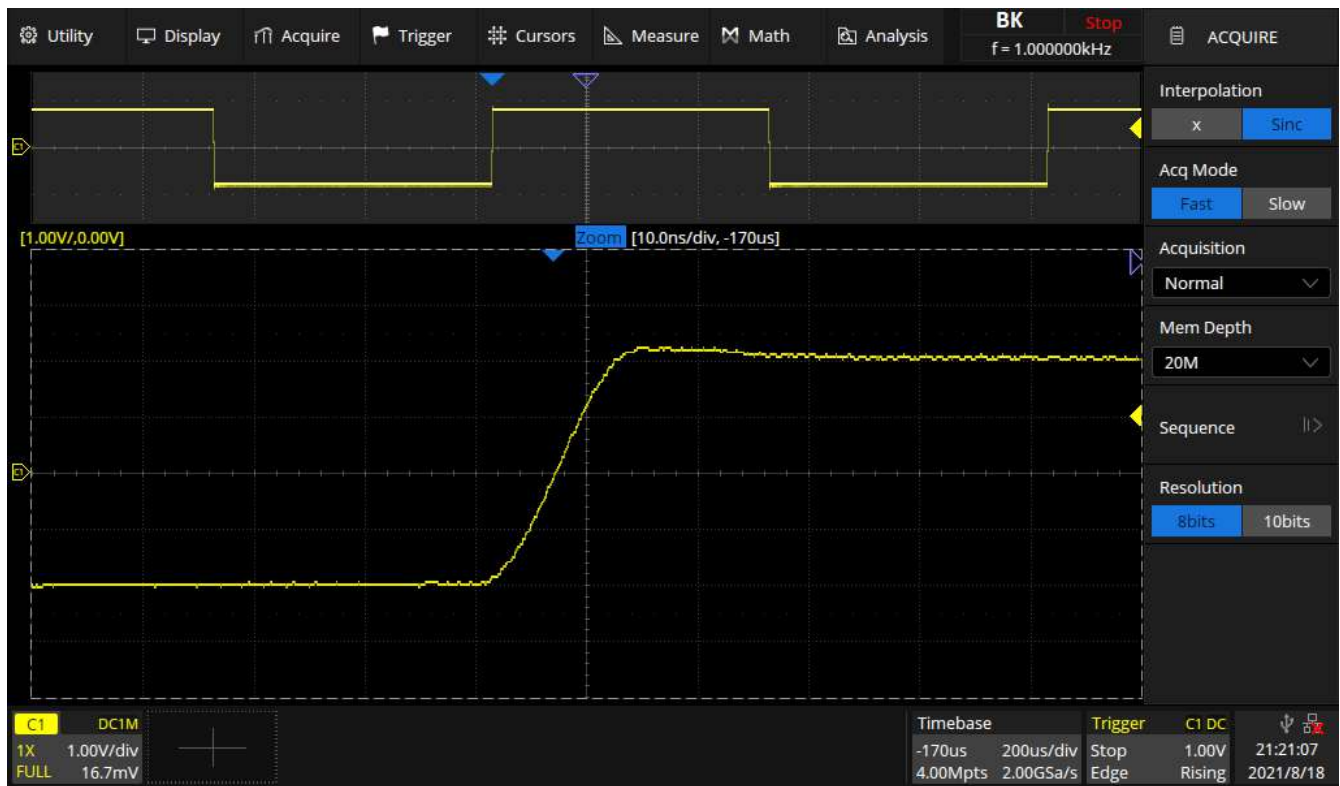 Utility Display Acquire Trigger Cursors Measure Math Analysis
BK Stop
f = 1.000000kHz
ACQUIRE
Interpolation
x Sinc
Acq Mode
Fast Slow
Acquisition
Normal
Mem Depth
20M
Sequence
Resolution
8bits 10bits
C1
[1.00V/,0.00V] Zoom [10.0ns/div, -170us]
C1
C1 DC1M
1X 1.00V/div
FULL 16.7mV
Timebase
-170us 200us/div
4.00Mpts 2.00GSa/s
Trigger C1 DC
Stop 1.00V
Edge Rising
21:21:07
2021/8/18